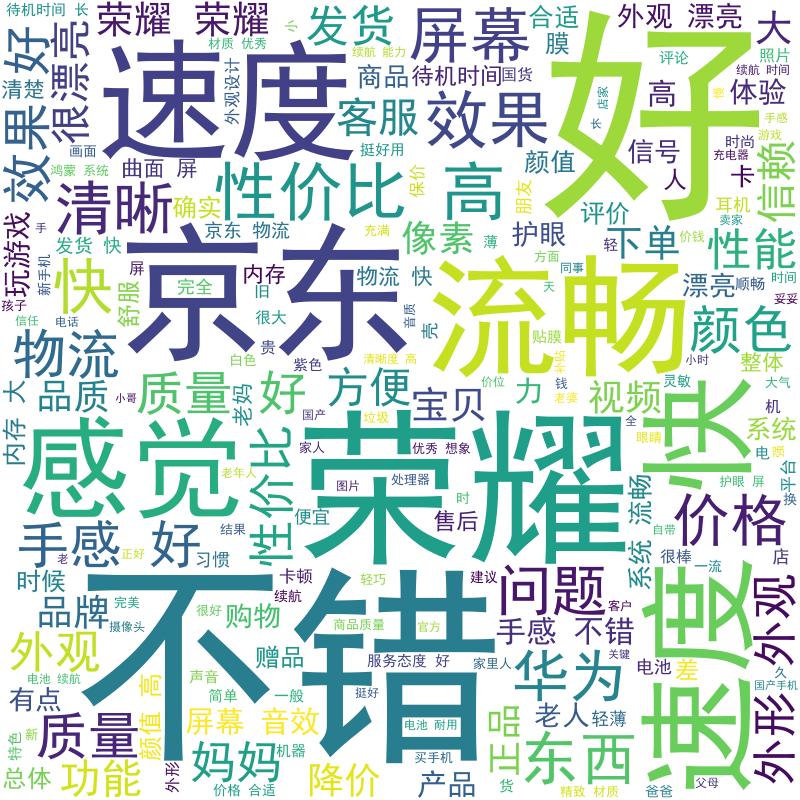 待机时间 长
荣耀 荣耀
发货
屏幕
合适
外观 漂亮
大
小
材质 优秀
续航 能力
膜
评论
照片
效果 好
很漂亮
清楚
速度
外观设计
商品
待机时间
国货
好
长
店家
高
慢
续航 时间
体验
手感
游戏
客服
效果
画面
挺好用
颜值
信号
时尚
充电器
鸿蒙 系统
曲面 屏
性价比
高
保价
朋友
人
卡
信赖
清晰
确实
评价
耳机
卖家
玩游戏
手
京东 物流
充满
像素
薄
护眼
轻
下单
价钱
性能
发货 快
新手机
屏
内存
物流 快
方面
同事
天
漂亮
顺畅
时间
妥妥
孩子
快
舒服
完全
旧
京东
音质
流畅
信任
电话
很大
壳
贴膜
颜色
物流
白色
贵
紫色
清晰度 高
小时
整体
大气
内存 大
品质
小哥
质量 好
老妈
方便
宝贝
价位
力
钱
老婆
视频
灵敏
机
国产
垃圾
家人
优秀
想象
全
眼睛
系统
电
照
感觉
老年人
性价比
荣耀
图片
处理器
快
护眼 屏
平台
换
手感 好
结果
便宜
时
售后
系统 流畅
价格
自带
老
正好
习惯
很棒
一流
店
时候
不错
卡顿
续航
轻巧
建议
问题
速度
外观
品牌
完美
摄像头
很好
购物
商品质量
官方
手感 不错
客户
关键
外观
赠品
服务态度 好
家里人
华为
电池
差
久
国产手机
电池 续航
颜值 高
声音
简单
一般
挺好
有点
屏幕 音效
电池 耐用
正品
老人
轻薄
外形
特色
新
质量
妈妈
机器
买手机
东西
总体
功能
外形
价格 合适
降价
产品
货
精致 材质
爸爸
父母